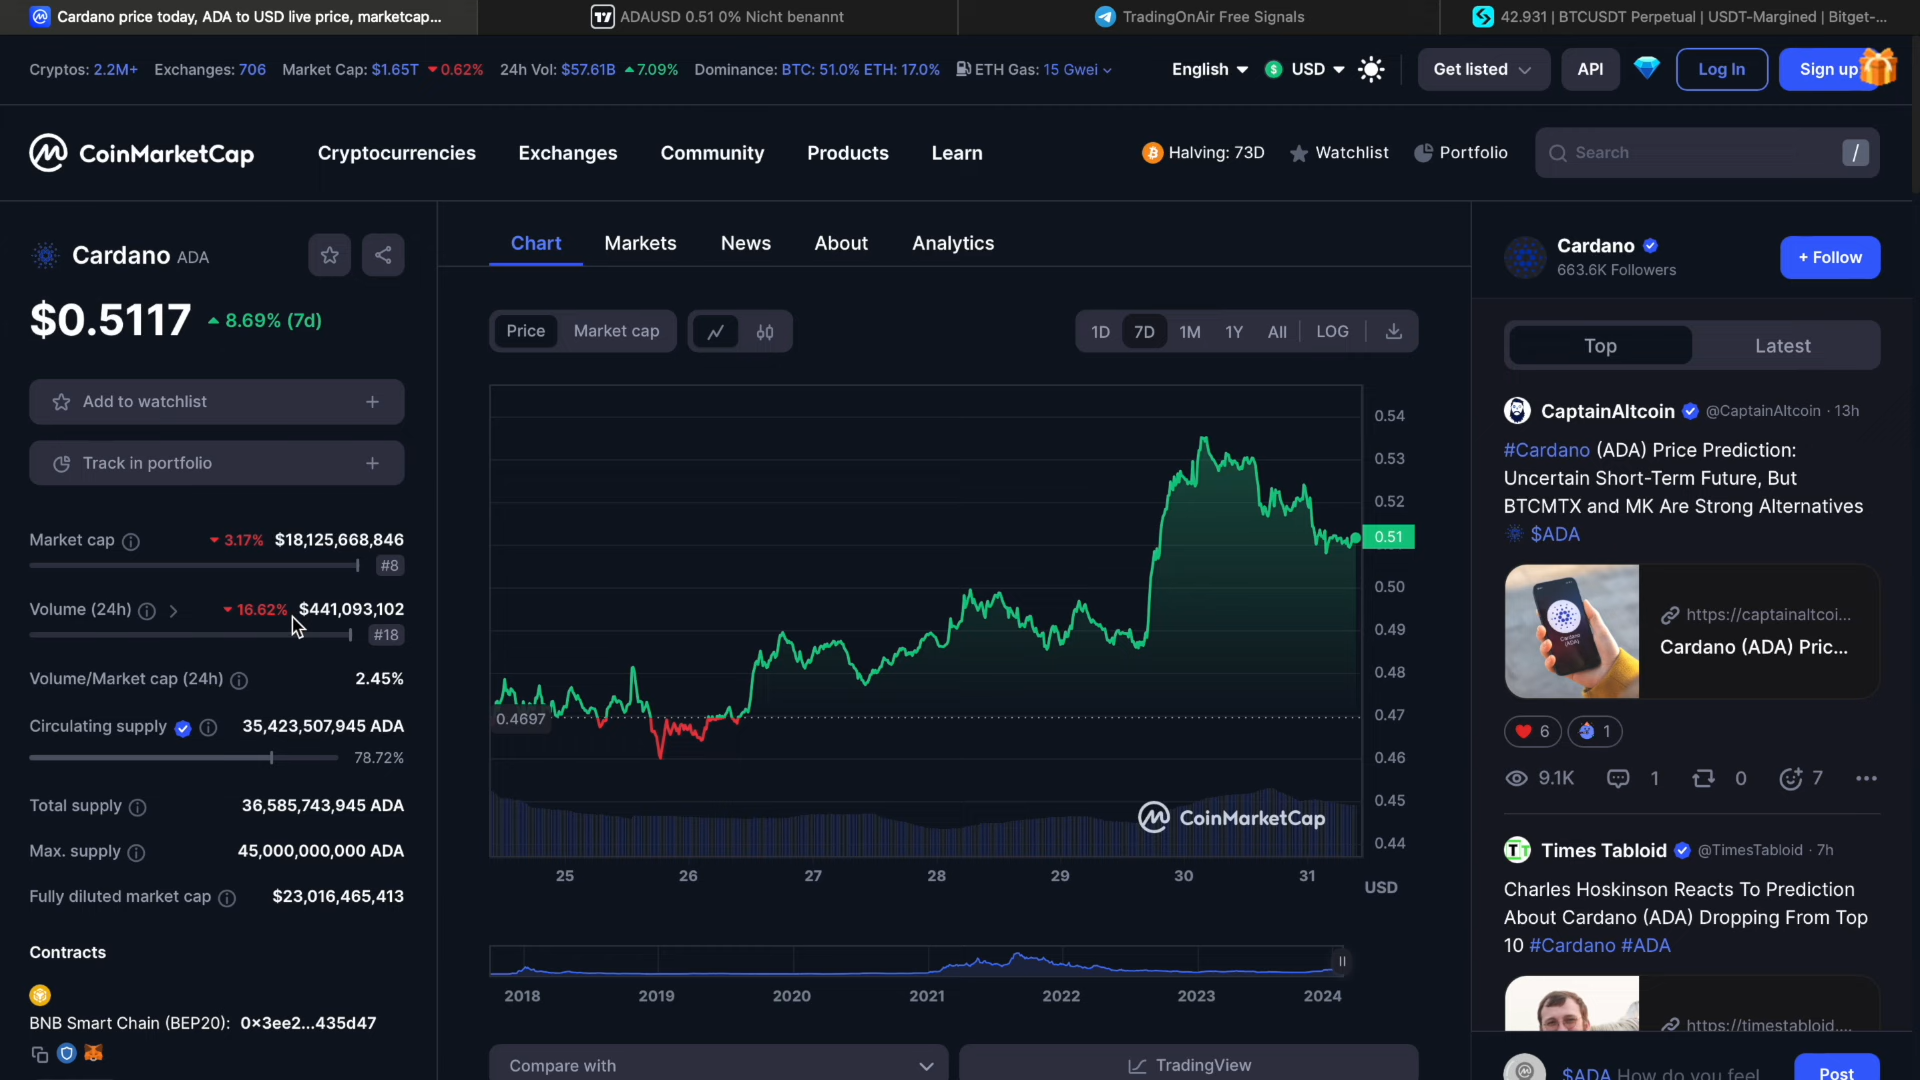 Cardano price today, ADA to USD live price, marketcap...
ADAUSD 0.51 0% Nicht benannt
TradingOnAir Free Signals
42.931 | BTCUSDT Perpetual | USDT-Margined | Bitget-...
Cryptos: 2.2M+ Exchanges: 706 Market Cap: $1.65T 0.62% 24h Vol: $57.61B 7.09% Dominance: BTC: 51.0% ETH: 17.0% ETH Gas: 15 Gwei
English USD Get listed API Log In Sign up
CoinMarketCap Cryptocurrencies Exchanges Community Products Learn Halving: 73D Watchlist Portfolio Search /
Cardano ADA
$0.5117 8.69% (7d)
Add to watchlist +
Track in portfolio +
Market cap 3.17% $18,125,668,846
#8
Volume (24h) 16.62% $441,093,102
#18
Volume/Market cap (24h) 2.45%
Circulating supply 35,423,507,945 ADA
78.72%
Total supply 36,585,743,945 ADA
Max. supply 45,000,000,000 ADA
Fully diluted market cap $23,016,465,413
Contracts
BNB Smart Chain (BEP20): 0x3ee2...435d47
Chart Markets News About Analytics
Price Market cap
1D 7D 1M 1Y All LOG
0.54
0.53
0.52
0.51
0.50
0.49
0.48
0.47
0.46
0.45
0.44
0.4697
CoinMarketCap
25 26 27 28 29 30 31
USD
2018 2019 2020 2021 2022 2023 2024
Compare with
TradingView
Cardano
663.6K Followers
+ Follow
Top Latest
CaptainAltcoin @CaptainAltcoin · 13h
#Cardano (ADA) Price Prediction:
Uncertain Short-Term Future, But
BTCMTX and MK Are Strong Alternatives
$ADA
Cardano
(ADA)
https://captainaltcoi...
Cardano (ADA) Pric...
6 1
9.1K 1 0 7
Times Tabloid @TimesTabloid · 7h
Charles Hoskinson Reacts To Prediction
About Cardano (ADA) Dropping From Top
10 #Cardano #ADA
https://timestabloid....
$ADA How do you feel
Post